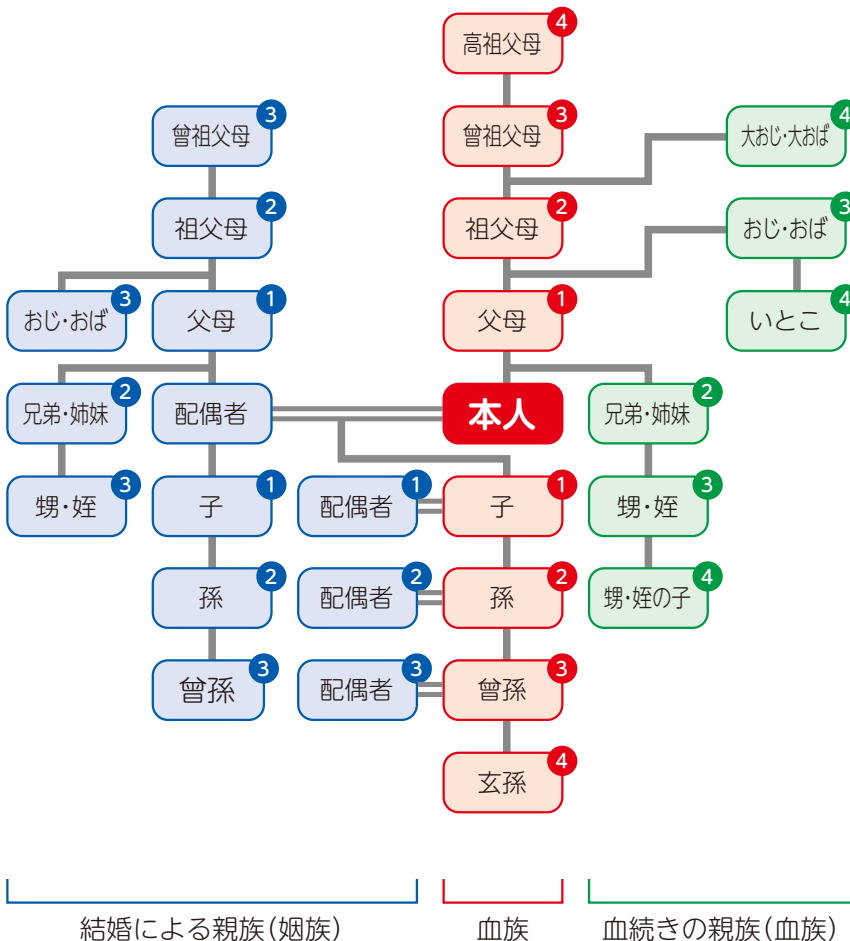 4
高祖父母
3
曾祖父母
3
曾祖父母
4
大おじ・大おば
2
祖父母
2
祖父母
3
おじ・おば
3
おじ・おば
1
父母
1
父母
4
いとこ
2
兄弟・姉妹
配偶者
本人
2
兄弟・姉妹
3
甥・姪
1
子
1
配偶者
1
子
3
甥・姪
2
孫
2
配偶者
2
孫
4
甥・姪の子
3
曾孫
3
配偶者
3
曾孫
4
玄孫
結婚による親族(姻族)
血族
血続きの親族(血族)